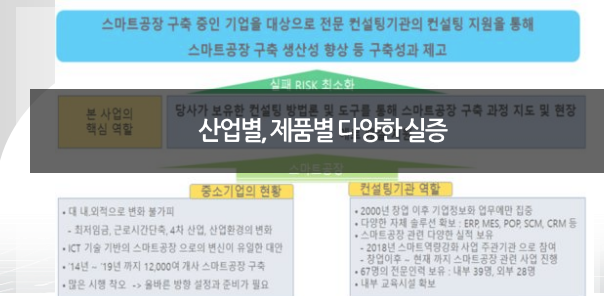 스마트공장 구축 중인 기업을 대상으로 전문 컨설팅기관의 컨설팅 지원을 통해
스마트공장 구축 생산성 향상 등 구축성과 제고
실패 RISK 최소화
본 사업의
핵심 역할
당사가 보유한 컨설팅 방법론 및 도구를 통해 스마트공장 구축 과정 지도 및 현장
산업별, 제품별 다양한 실증
스마트공장
중소기업의 현황
• 대 내.외적으로 변화 불가피
- 최저임금, 근로시간단축, 4차 산업, 산업환경의 변화
• ICT 기술 기반의 스마트공장 으로의 변신이 유일한 대안
• '14년 – '19년 까지 12,000여 개사 스마트공장 구축
• 많은 시행 착오 -> 올바른 방향 설정과 준비가 필요
컨설팅기관 역할
• 2000년 창업 이후 기업정보화 업무에만 집중
• 다양한 자체 솔루션 확보 : ERP, MES, POP, SCM, CRM 등
• 스마트공장 관련 다양한 실적 보유
- 2018년 스마트역량강화 사업 주관기관 으로 참여
- 창업이후 ~ 현재 까지 스마트공장 관련 사업 진행
• 67명의 전문인력 보유 : 내부 39명, 외부 28명
• 내부 교육시설 확보